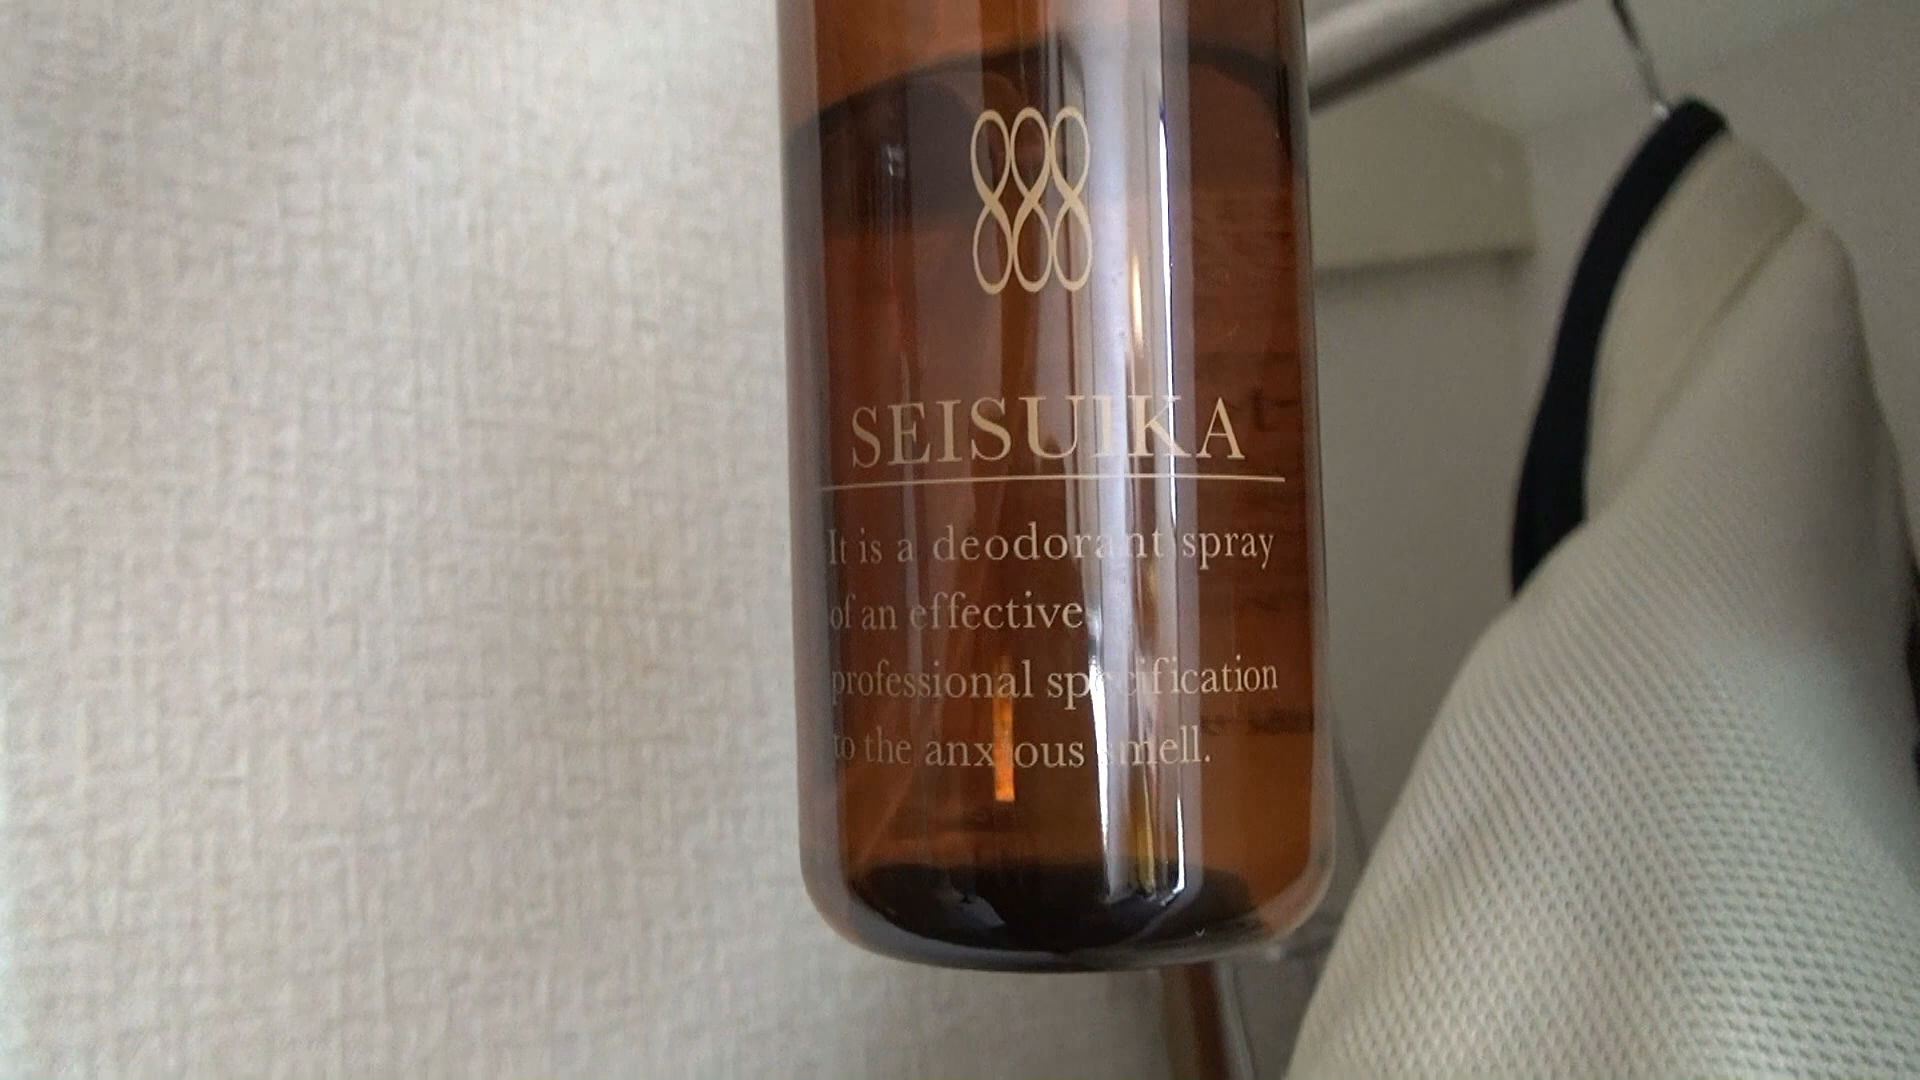 SEISUIKA
It is a deodorant spray
of an effective
professional specification
to the anxious smell.